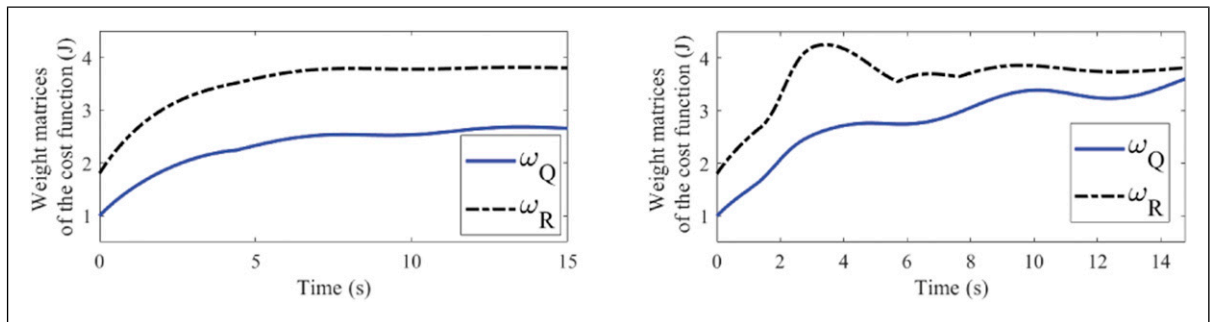 Weight matrices
of the cost function (J)
4
3
2
1
0 5 10 15
Time (s)
ω_Q
ω_R
Weight matrices
of the cost function (J)
4
3
2
1
0 2 4 6 8 10 12 14
Time (s)
ω_Q
ω_R